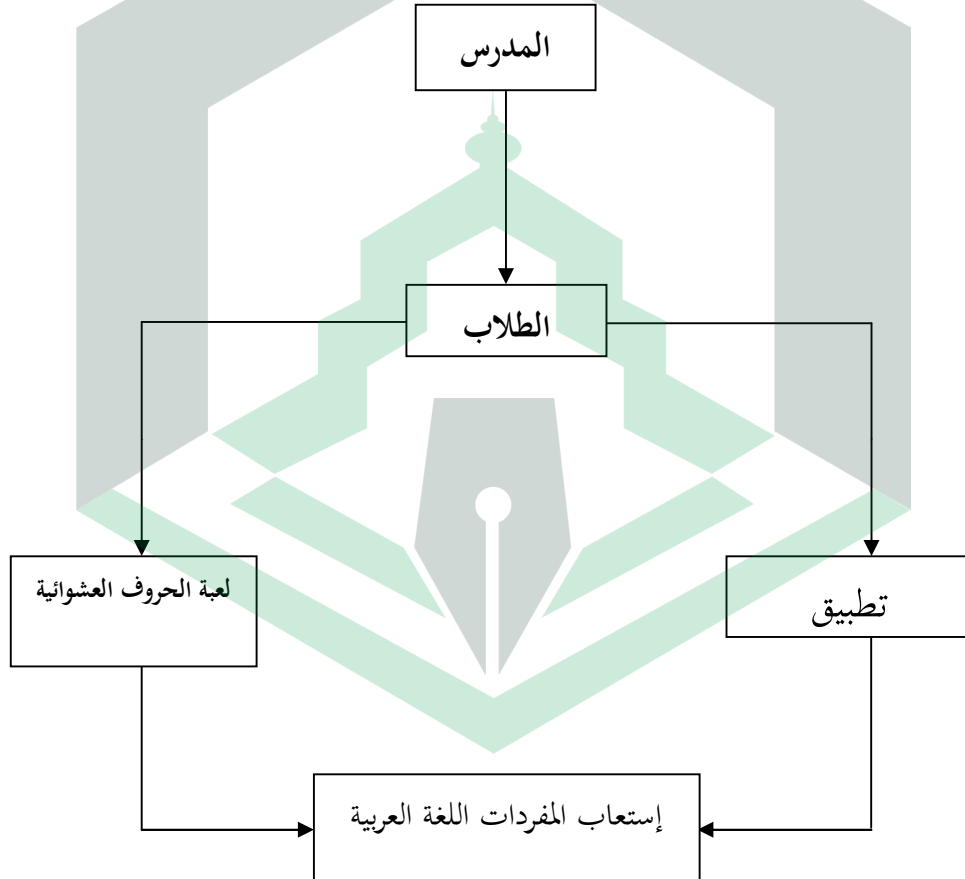 المدرس
الطلاب
لعبة الحروف العشوائية
تطبيق
إستعاب المفردات اللغة العربية